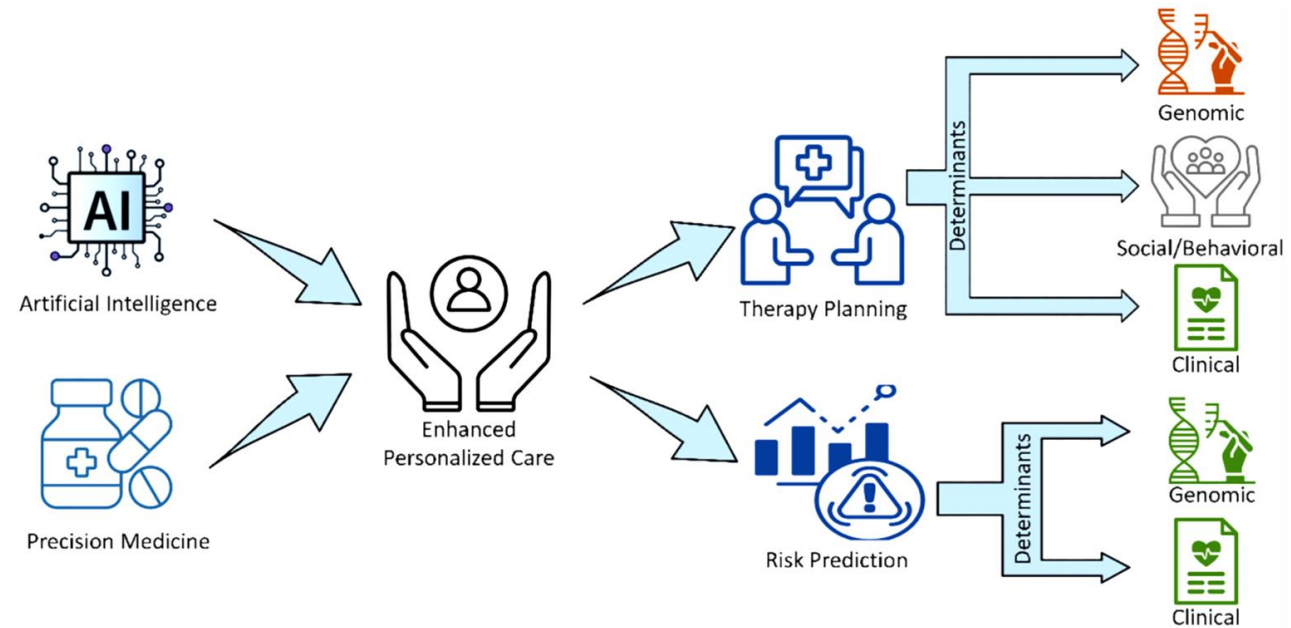 AI
Artificial Intelligence
Precision Medicine
Enhanced
Personalized Care
Therapy Planning
Determinants
Genomic
Social/Behavioral
Clinical
Risk Prediction
Determinants
Genomic
Clinical